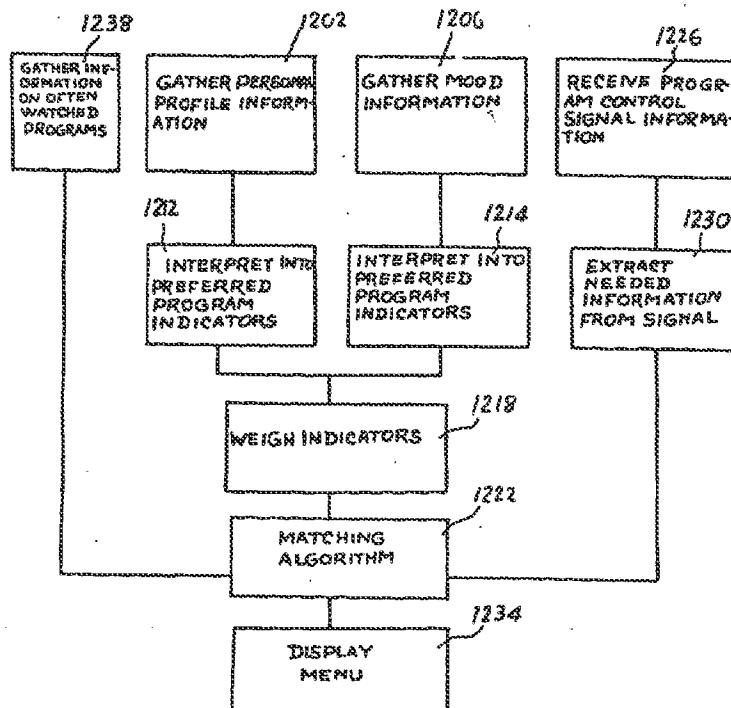 1238
1202
1206
1226
GATHER INF-
ORMATION
ON OFTEN
WATCHED
PROGRAMS
GATHER PERSONAL
PROFILE INFORM-
ATION
GATHER MOOD
INFORMATION
RECEIVE PROGR-
AM CONTROL
SIGNAL INFORMA-
TION
1212
1214
1230
INTERPRET INTO
PREFERRED
PROGRAM
INDICATORS
INTERPRET INTO
PREFERRED
PROGRAM
INDICATORS
EXTRACT
NEEDED
INFORMATION
FROM SIGNAL
1218
WEIGH INDICATORS
1222
MATCHING
ALGORITHM
1234
DISPLAY
MENU